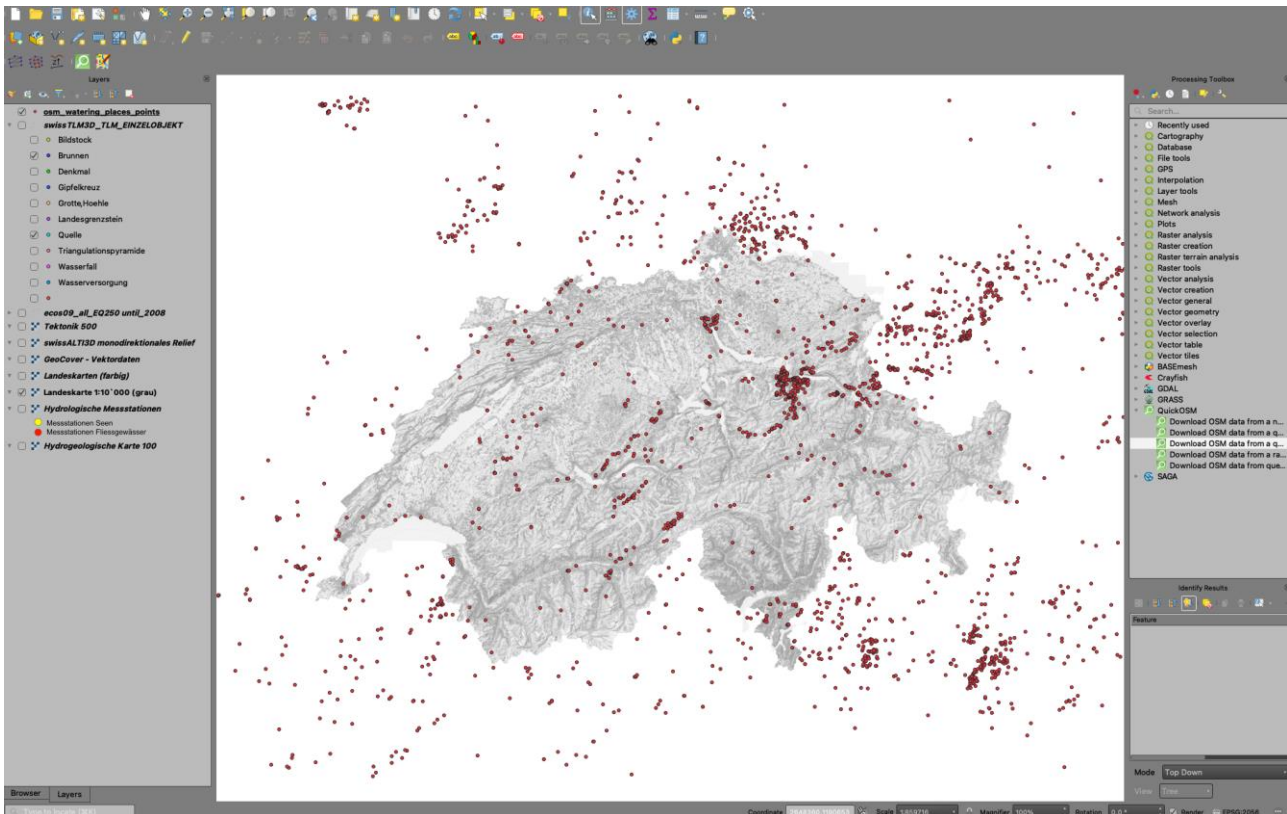 Layers
osm_watering_places_points
swissTLM3D_TLM_EINZELOBJEKT
Bildstock
Brunnen
Denkmal
Gipfelkreuz
Grotte,Hoehle
Landesgrenzstein
Quelle
Triangulationspyramide
Wasserfall
Wasserversorgung
ecos09_all_EQ250 until_2008
Tektonik 500
swissALTI3D monodirektionales Relief
GeoCover - Vektordaten
Landeskarten (farbig)
Landeskarte 1:10`000 (grau)
Hydrologische Messstationen
Messstationen Seen
Messstationen Fliessgewässer
Hydrogeologische Karte 100
Browser Layers
Processing Toolbox
Search...
Recently used
Cartography
Database
File tools
GPS
Interpolation
Layer tools
Mesh
Network analysis
Plots
Raster analysis
Raster creation
Raster terrain analysis
Raster tools
Vector analysis
Vector creation
Vector general
Vector geometry
Vector overlay
Vector selection
Vector table
Vector tiles
BASEmesh
Crayfish
GDAL
GRASS
QuickOSM
Download OSM data from a n...
Download OSM data from a q...
Download OSM data from a q...
Download OSM data from a ra...
Download OSM data from que...
SAGA
Identify Results
Feature
Mode Top Down
View Tree
Coordinate Scale Magnifier 100% Rotation 0.0° Render EPSG:2056